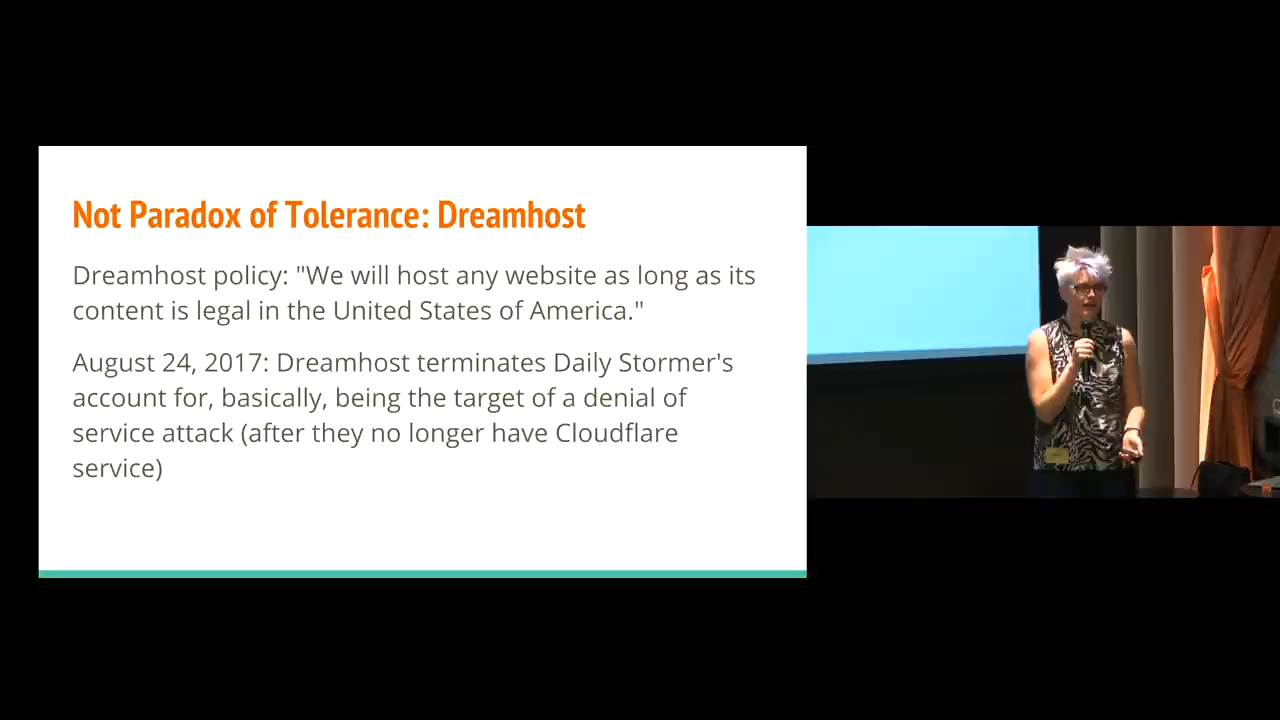 Not Paradox of Tolerance: Dreamhost
Dreamhost policy: "We will host any website as long as its
content is legal in the United States of America."
August 24, 2017: Dreamhost terminates Daily Stormer's
account for, basically, being the target of a denial of
service attack (after they no longer have Cloudflare
service)